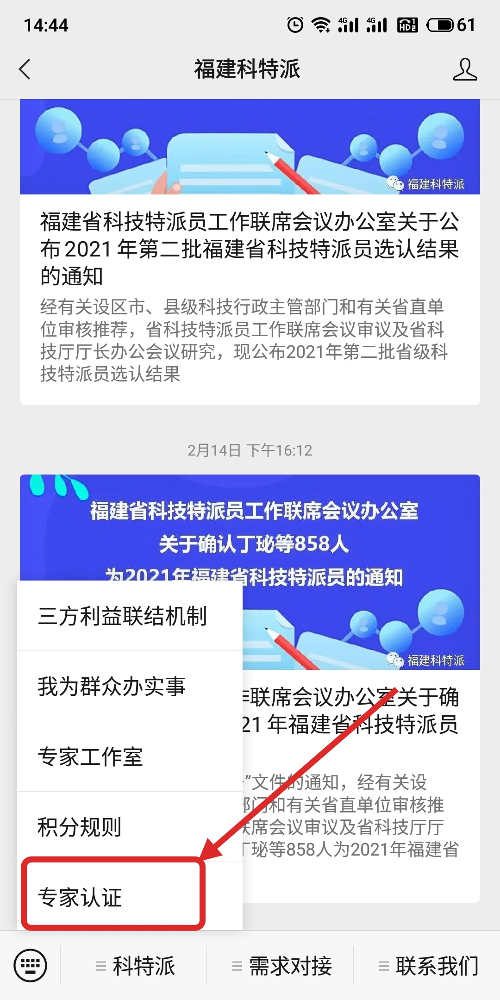 14:44
4G 4G HD 1 2 61
福建科特派
福建科特派
福建省科技特派员工作联席会议办公室关于公
布 2021 年第二批福建省科技特派员选认结果
的通知
经有关设区市、县级科技行政主管部门和有关省直单
位审核推荐，省科技特派员工作联席会议审议及省科
技厅厅长办公会议研究，现公布2021年第二批省级科
技特派员选认结果
2月14日 下午16:12
福建省科技特派员工作联席会议办公室
关于确认丁珌等858人
为2021年福建省科技特派员的通知
福建科特派
联席会议办公室关于确
21 年福建省科技特派员
”文件的通知，经有关设
部门和有关省直单位审核推
联席会议审议及省科技厅厅
丁珌等858人为2021年福建省
三方利益联结机制
我为群众办实事
专家工作室
积分规则
专家认证
科特派
需求对接
联系我们